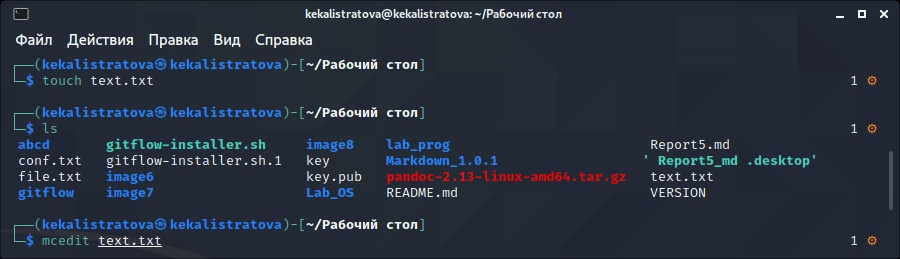 kekalistratova@kekalistratova: ~/Рабочий стол
Файл Действия Правка Вид Справка
┌──(kekalistratova㉿kekalistratova)-[~/Рабочий стол]
└─$ touch text.txt 1 ⚙
┌──(kekalistratova㉿kekalistratova)-[~/Рабочий стол]
└─$ ls 1 ⚙
abcd gitflow-installer.sh image8 lab_prog Report5.md
conf.txt gitflow-installer.sh.1 key Markdown_1.0.1 ' Report5_md .desktop'
file.txt image6 key.pub pandoc-2.13-linux-amd64.tar.gz text.txt
gitflow image7 Lab_OS README.md VERSION
┌──(kekalistratova㉿kekalistratova)-[~/Рабочий стол]
└─$ mcedit text.txt 1 ⚙